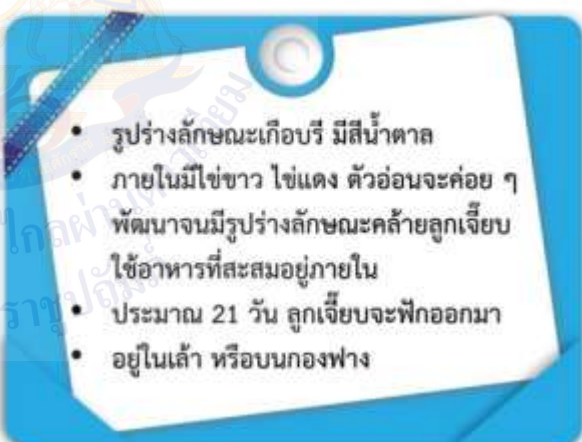 • รูปร่างลักษณะเกือบรี มีสีน้ำตาล
• ภายในมีไข่ขาว ไข่แดง ตัวอ่อนจะค่อย ๆ
พัฒนาจนมีรูปร่างลักษณะคล้ายลูกเจี๊ยบ
ใช้อาหารที่สะสมอยู่ภายใน
• ประมาณ 21 วัน ลูกเจี๊ยบจะฟักออกมา
• อยู่ในเล้า หรือบนกองฟาง